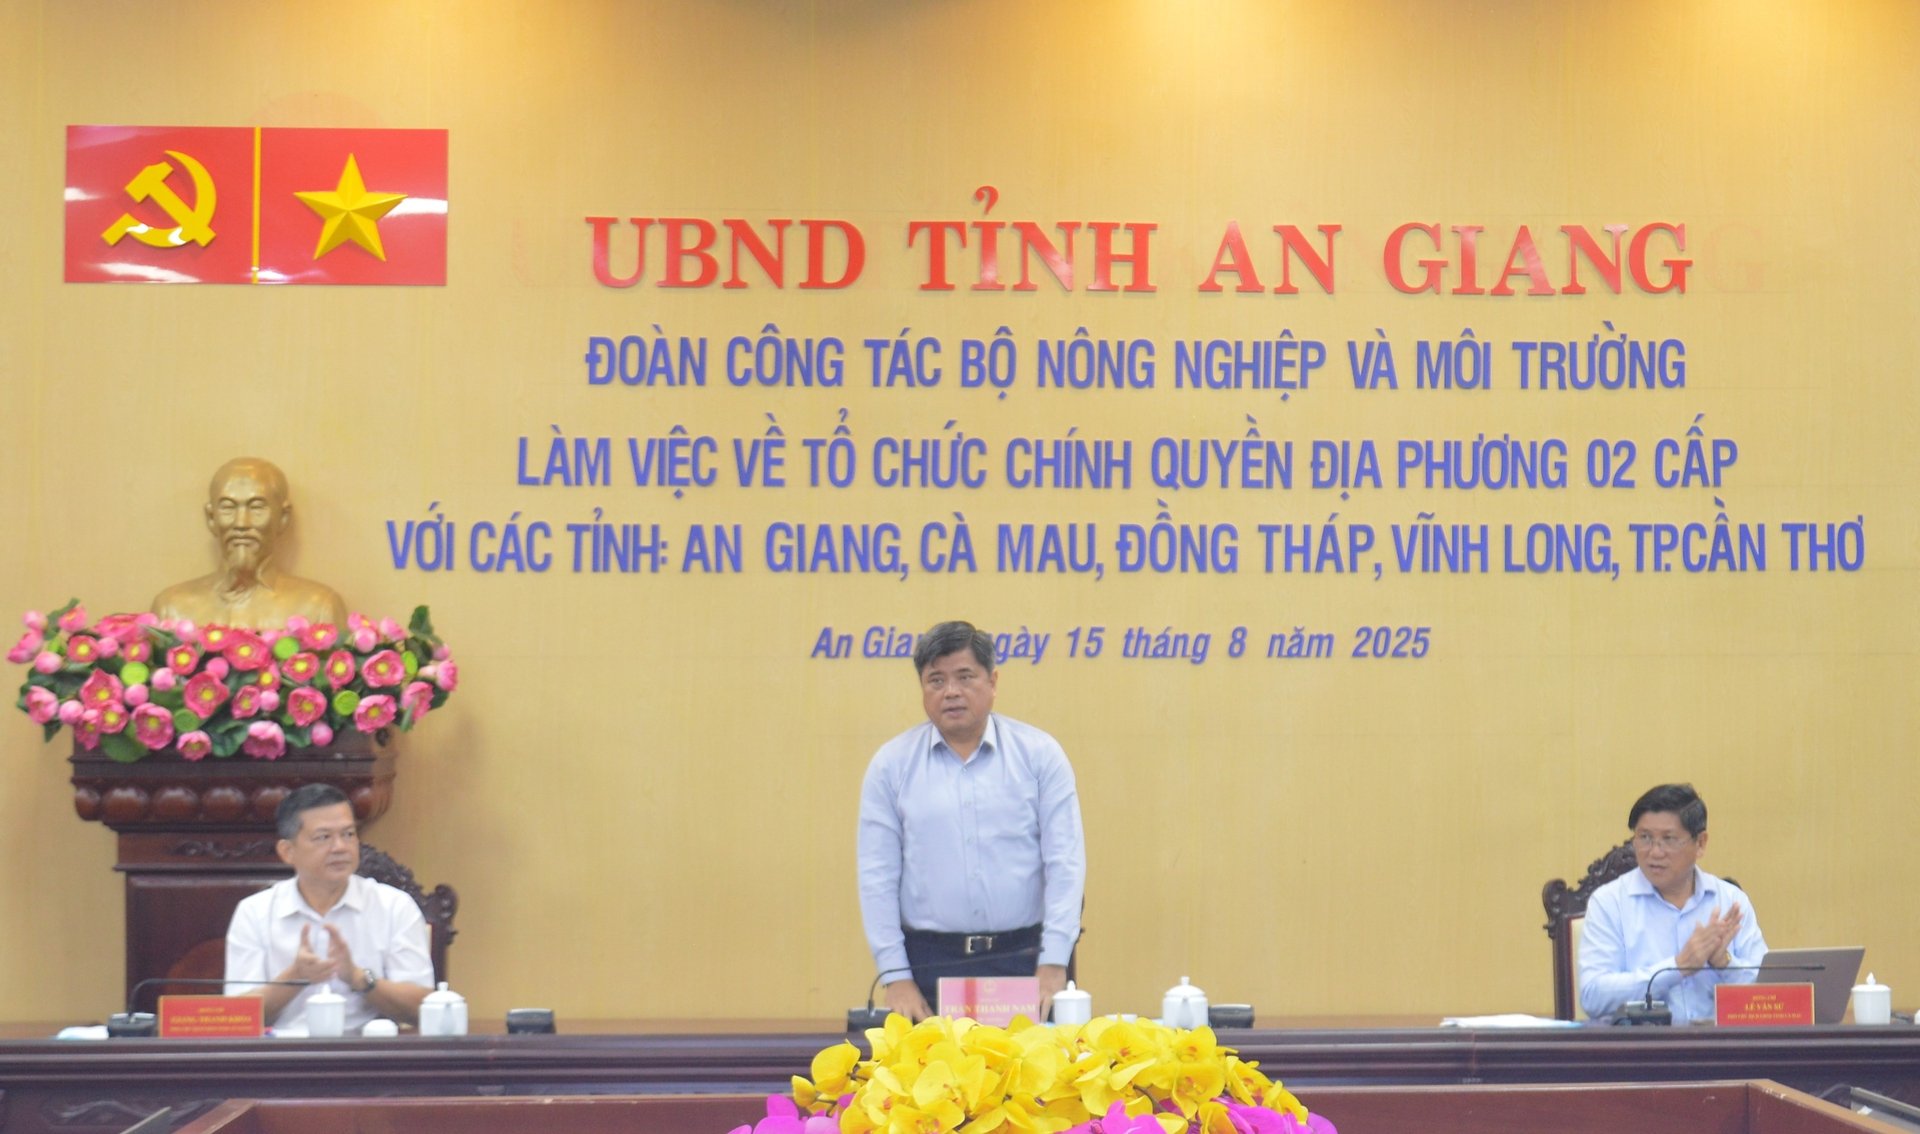 UBND TỈNH AN GIANG
ĐOÀN CÔNG TÁC BỘ NÔNG NGHIỆP VÀ MÔI TRƯỜNG
LÀM VIỆC VỀ TỔ CHỨC CHÍNH QUYỀN ĐỊA PHƯƠNG 02 CẤP
VỚI CÁC TỈNH: AN GIANG, CÀ MAU, ĐỒNG THÁP, VĨNH LONG, TP.CẦN THƠ
An Gian ngày 15 tháng 8 năm 2025
TRẦN THANH NAM
LÊ VĂN SỬ